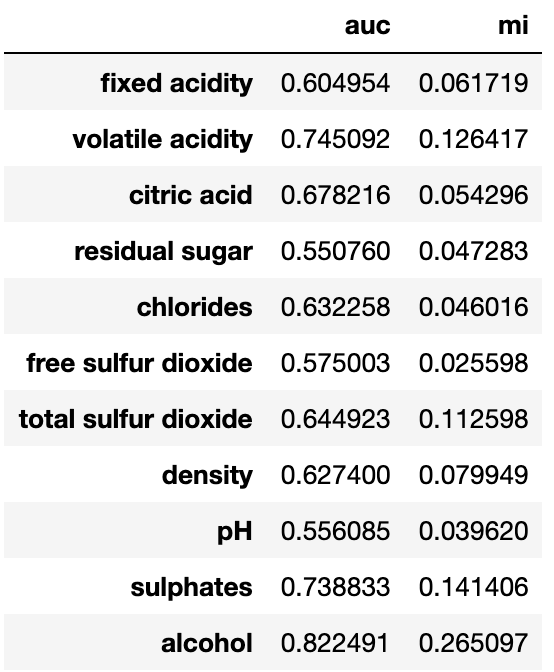 auc mi
fixed acidity 0.604954 0.061719
volatile acidity 0.745092 0.126417
citric acid 0.678216 0.054296
residual sugar 0.550760 0.047283
chlorides 0.632258 0.046016
free sulfur dioxide 0.575003 0.025598
total sulfur dioxide 0.644923 0.112598
density 0.627400 0.079949
pH 0.556085 0.039620
sulphates 0.738833 0.141406
alcohol 0.822491 0.265097